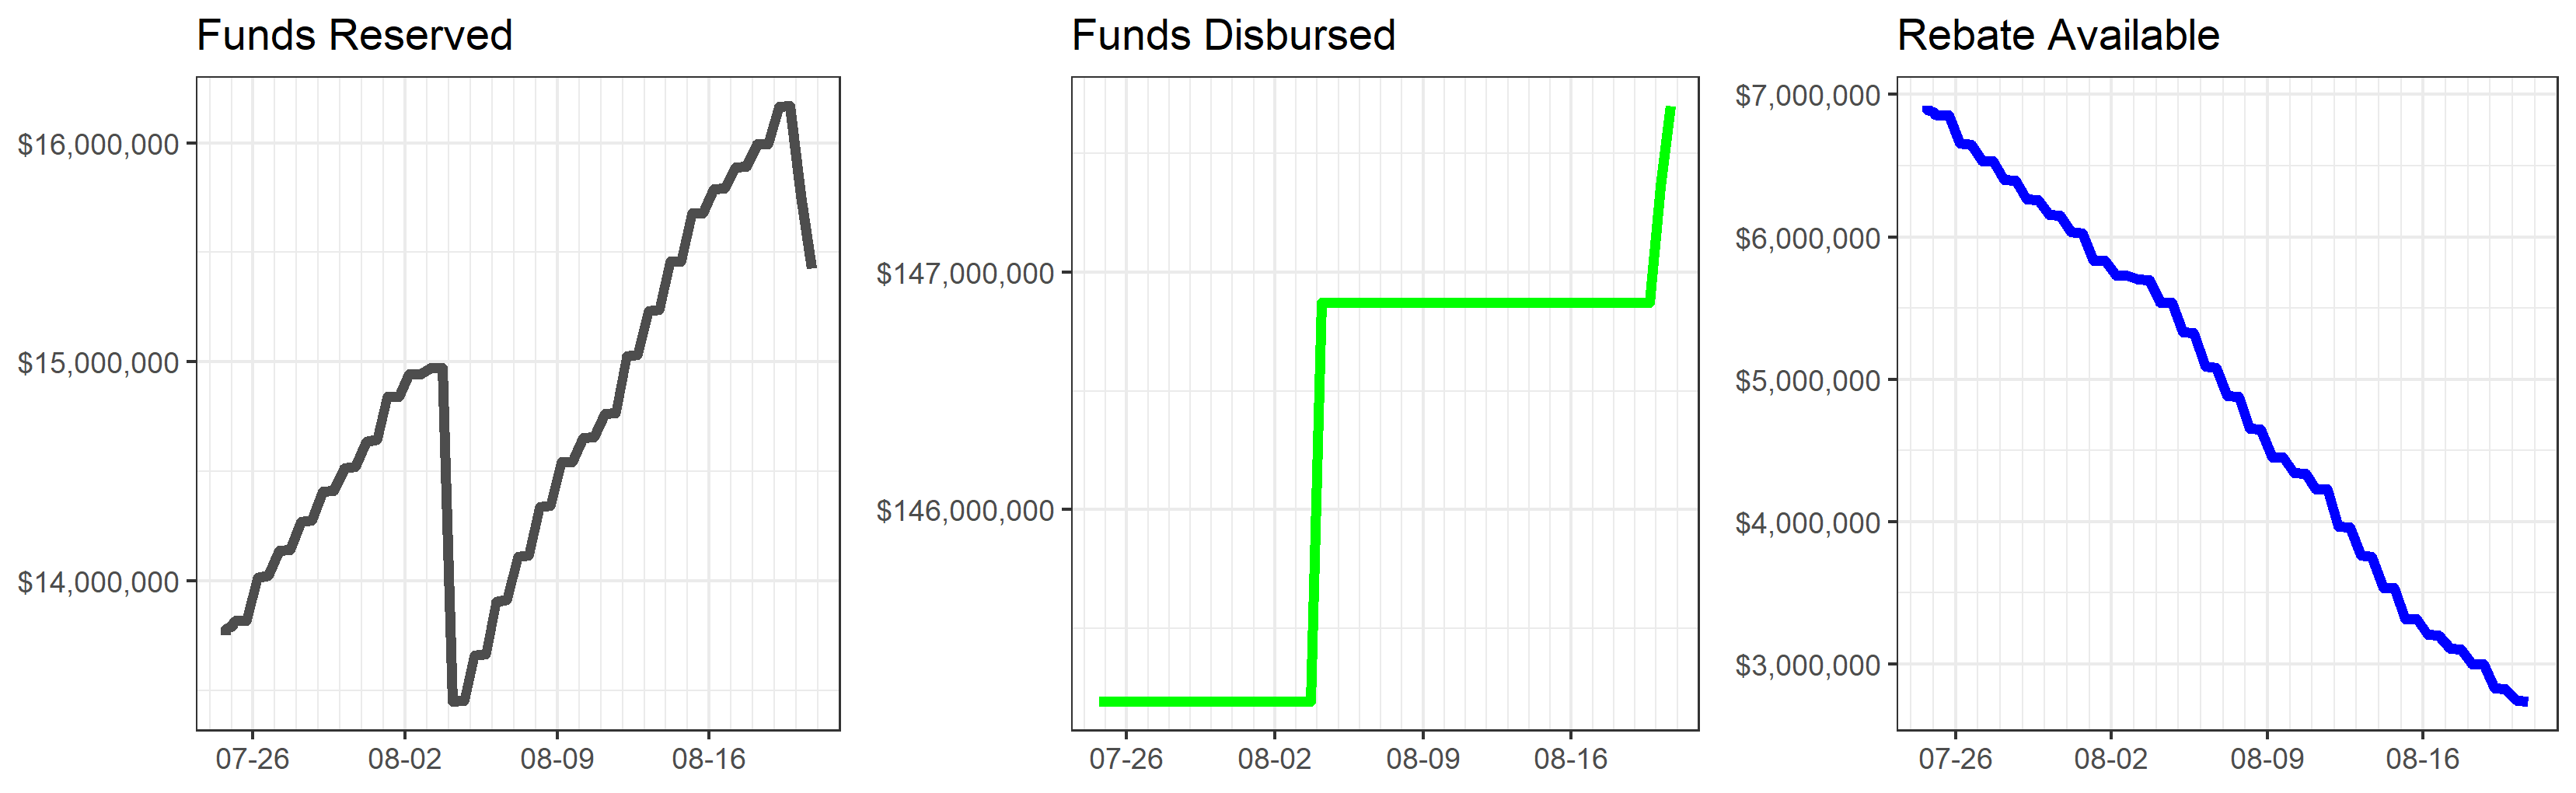 Funds Reserved
$16,000,000
$15,000,000
$14,000,000
07-26 08-02 08-09 08-16
Funds Disbursed
$147,000,000
$146,000,000
07-26 08-02 08-09 08-16
Rebate Available
$7,000,000
$6,000,000
$5,000,000
$4,000,000
$3,000,000
07-26 08-02 08-09 08-16